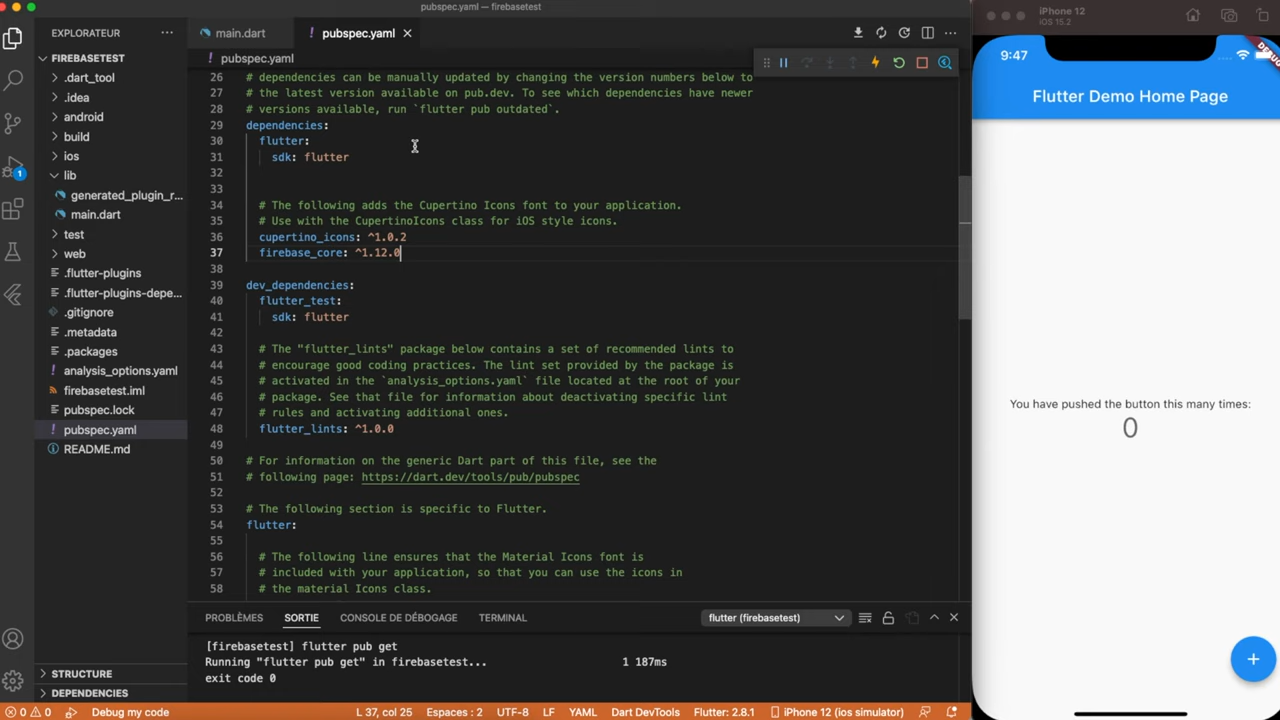 pubspec.yaml — firebasetest
EXPLORATEUR
FIREBASETEST
.dart_tool
.idea
android
build
ios
lib
generated_plugin_r...
main.dart
test
web
.flutter-plugins
.flutter-plugins-depe...
.gitignore
.metadata
.packages
analysis_options.yaml
firebasetest.iml
pubspec.lock
pubspec.yaml
README.md
STRUCTURE
DEPENDENCIES
1
main.dart
pubspec.yaml
pubspec.yaml
26 # dependencies can be manually updated by changing the version numbers below to
27 # the latest version available on pub.dev. To see which dependencies have newer
28 # versions available, run `flutter pub outdated`.
29 dependencies:
30 flutter:
31 sdk: flutter
32
33
34 # The following adds the Cupertino Icons font to your application.
35 # Use with the CupertinoIcons class for iOS style icons.
36 cupertino_icons: ^1.0.2
37 firebase_core: ^1.12.0
38
39 dev_dependencies:
40 flutter_test:
41 sdk: flutter
42
43 # The "flutter_lints" package below contains a set of recommended lints to
44 # encourage good coding practices. The lint set provided by the package is
45 # activated in the `analysis_options.yaml` file located at the root of your
46 # package. See that file for information about deactivating specific lint
47 # rules and activating additional ones.
48 flutter_lints: ^1.0.0
49
50 # For information on the generic Dart part of this file, see the
51 # following page: https://dart.dev/tools/pub/pubspec
52
53 # The following section is specific to Flutter.
54 flutter:
55
56 # The following line ensures that the Material Icons font is
57 # included with your application, so that you can use the icons in
58 # the material Icons class.
PROBLÈMES SORTIE CONSOLE DE DÉBOGAGE TERMINAL flutter (firebasetest)
[firebasetest] flutter pub get
Running "flutter pub get" in firebasetest... 1 187ms
exit code 0
0 0 Debug my code L 37, col 25 Espaces : 2 UTF-8 LF YAML Dart DevTools Flutter: 2.8.1 iPhone 12 (ios simulator)
iPhone 12
iOS 15.2
9:47
DEBUG
Flutter Demo Home Page
You have pushed the button this many times:
0